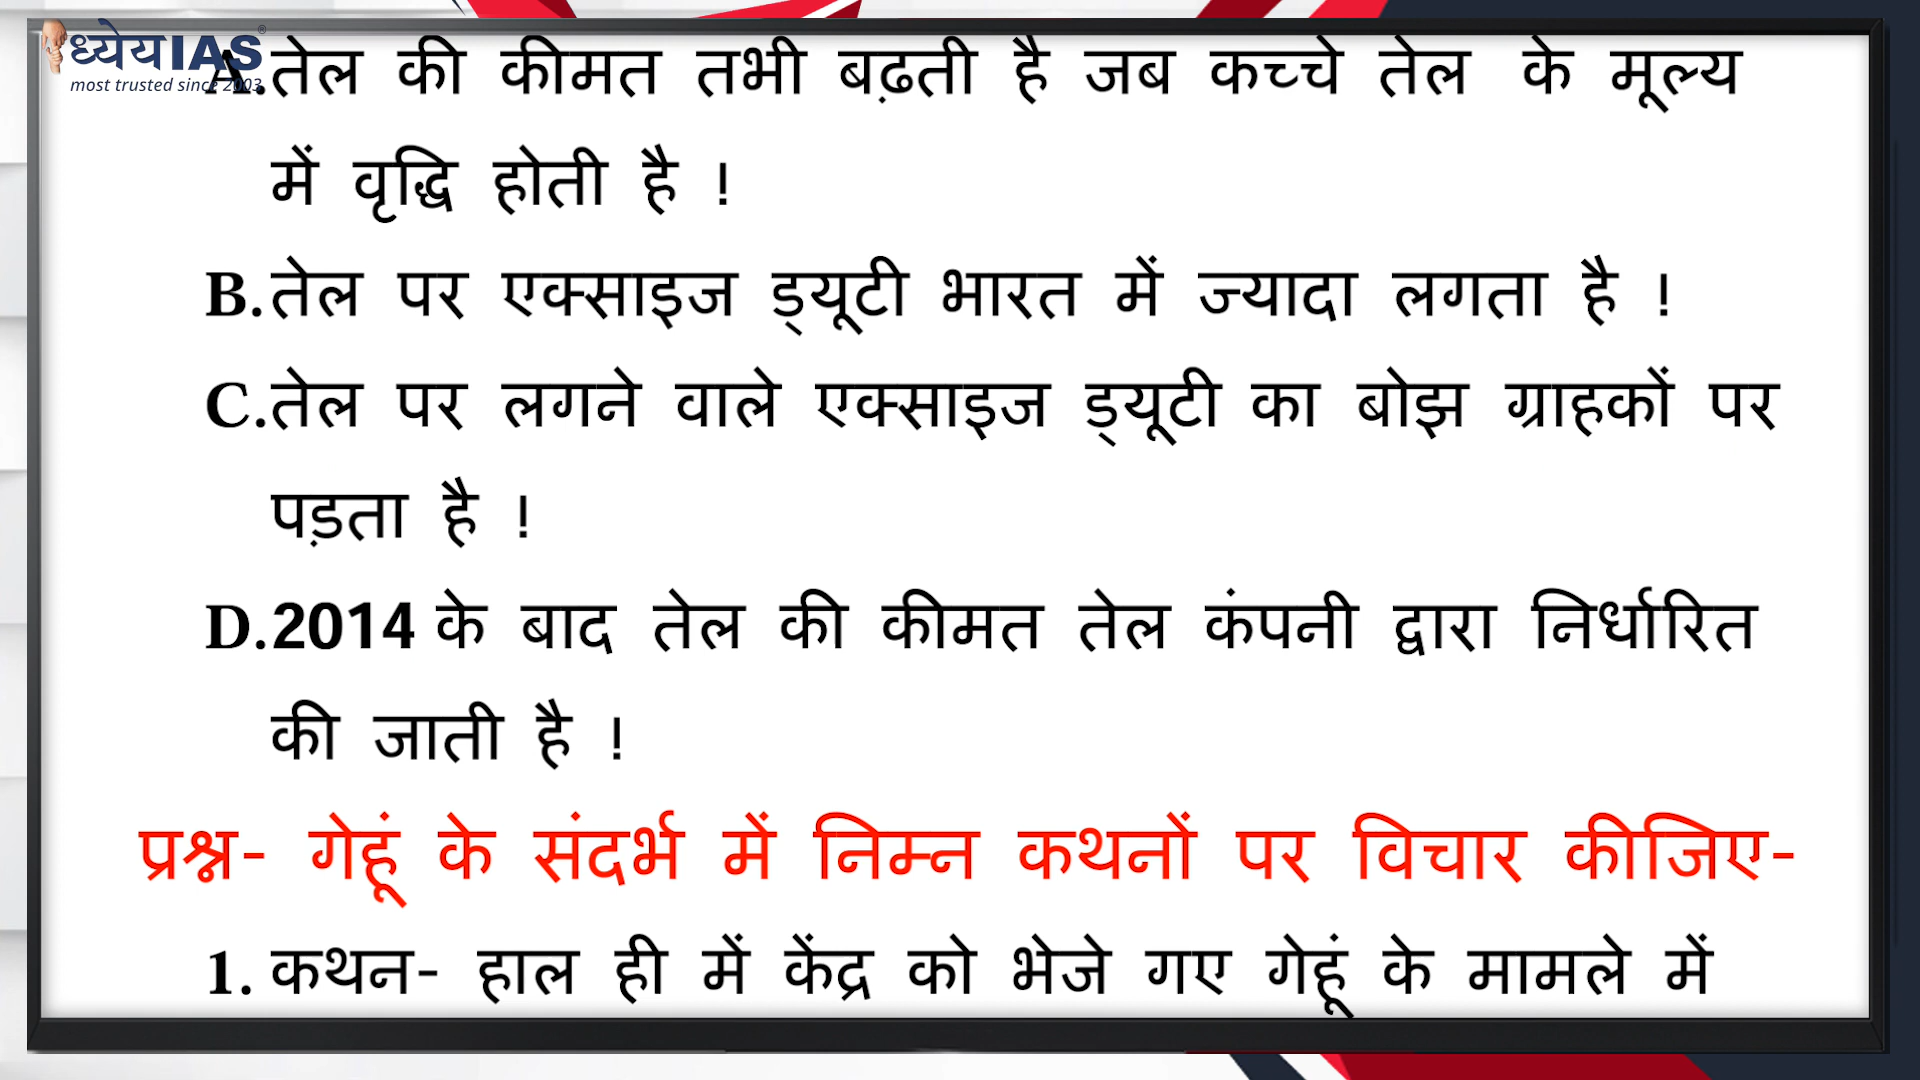 ध्येय IAS®
most trusted since 2003
A.तेल की कीमत तभी बढ़ती है जब कच्चे तेल के मूल्य
में वृद्धि होती है !
B.तेल पर एक्साइज ड्यूटी भारत में ज्यादा लगता है !
C.तेल पर लगने वाले एक्साइज ड्यूटी का बोझ ग्राहकों पर
पड़ता है !
D.2014 के बाद तेल की कीमत तेल कंपनी द्वारा निर्धारित
की जाती है !
प्रश्न- गेहूं के संदर्भ में निम्न कथनों पर विचार कीजिए-
1. कथन- हाल ही में केंद्र को भेजे गए गेहूं के मामले में